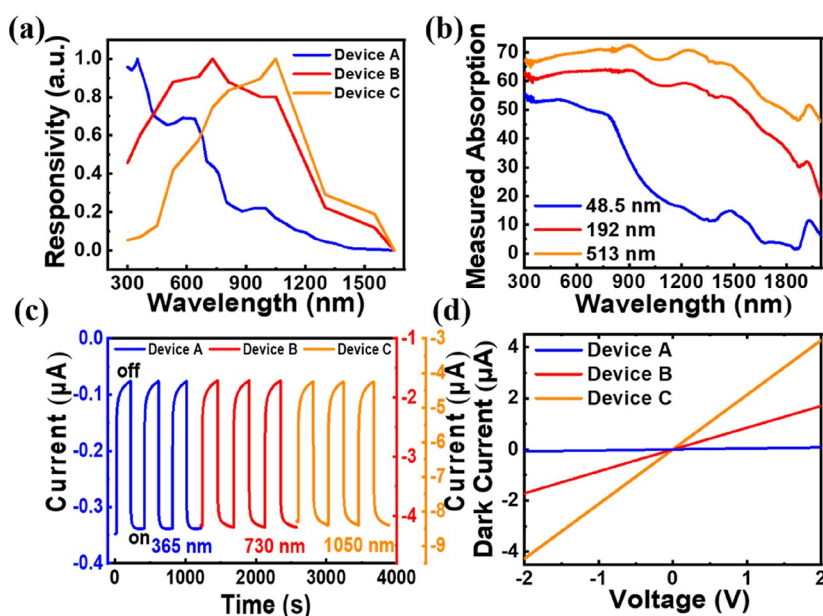 (a)
Responsivity (a.u.)
1.0
0.8
0.6
0.4
0.2
0.0
Device A
Device B
Device C
300 600 900 1200 1500
Wavelength (nm)
(b)
Measured Absorption
70
60
50
40
30
20
10
0
48.5 nm
192 nm
513 nm
300 600 900 1200 1500 1800
Wavelength (nm)
(c)
Current (μA)
0.0
-0.1
-0.2
-0.3
-0.4
Device A Device B Device C
off
on
365 nm 730 nm 1050 nm
0 1000 2000 3000 4000
Time (s)
-1
-2
-3
-4
Current (μA)
-3
-4
-5
-6
-7
-8
-9
(d)
Dark Current (μA)
4
2
0
-2
-4
Device A
Device B
Device C
-2 -1 0 1 2
Voltage (V)